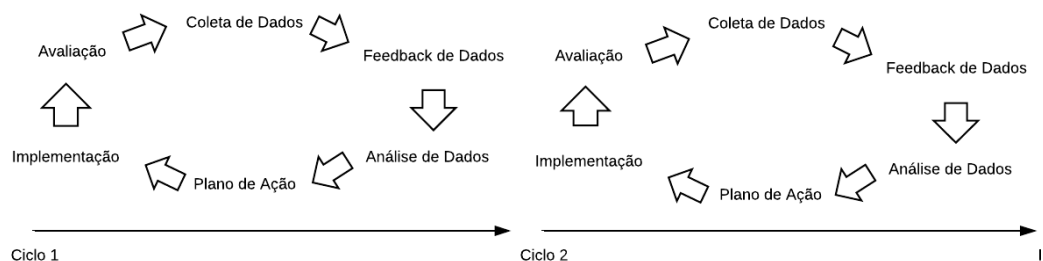 Coleta de Dados
Avaliação
Feedback de Dados
Implementação
Análise de Dados
Plano de Ação
Ciclo 1
Coleta de Dados
Avaliação
Feedback de Dados
Implementação
Análise de Dados
Plano de Ação
Ciclo 2